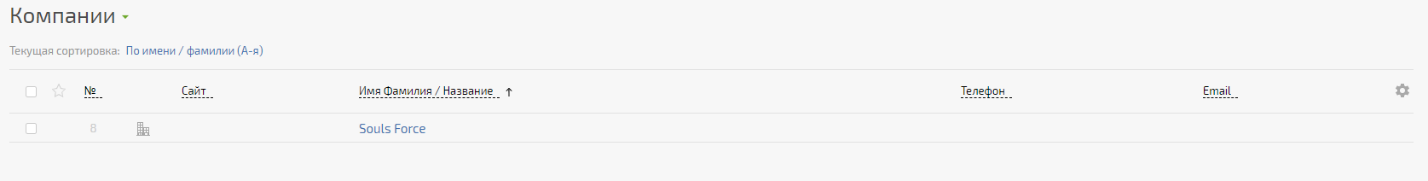 Компании
Текущая сортировка: По имени / фамилии (А-я)
№ Сайт Имя Фамилия / Название ↑ Телефон Email
8 Souls Force